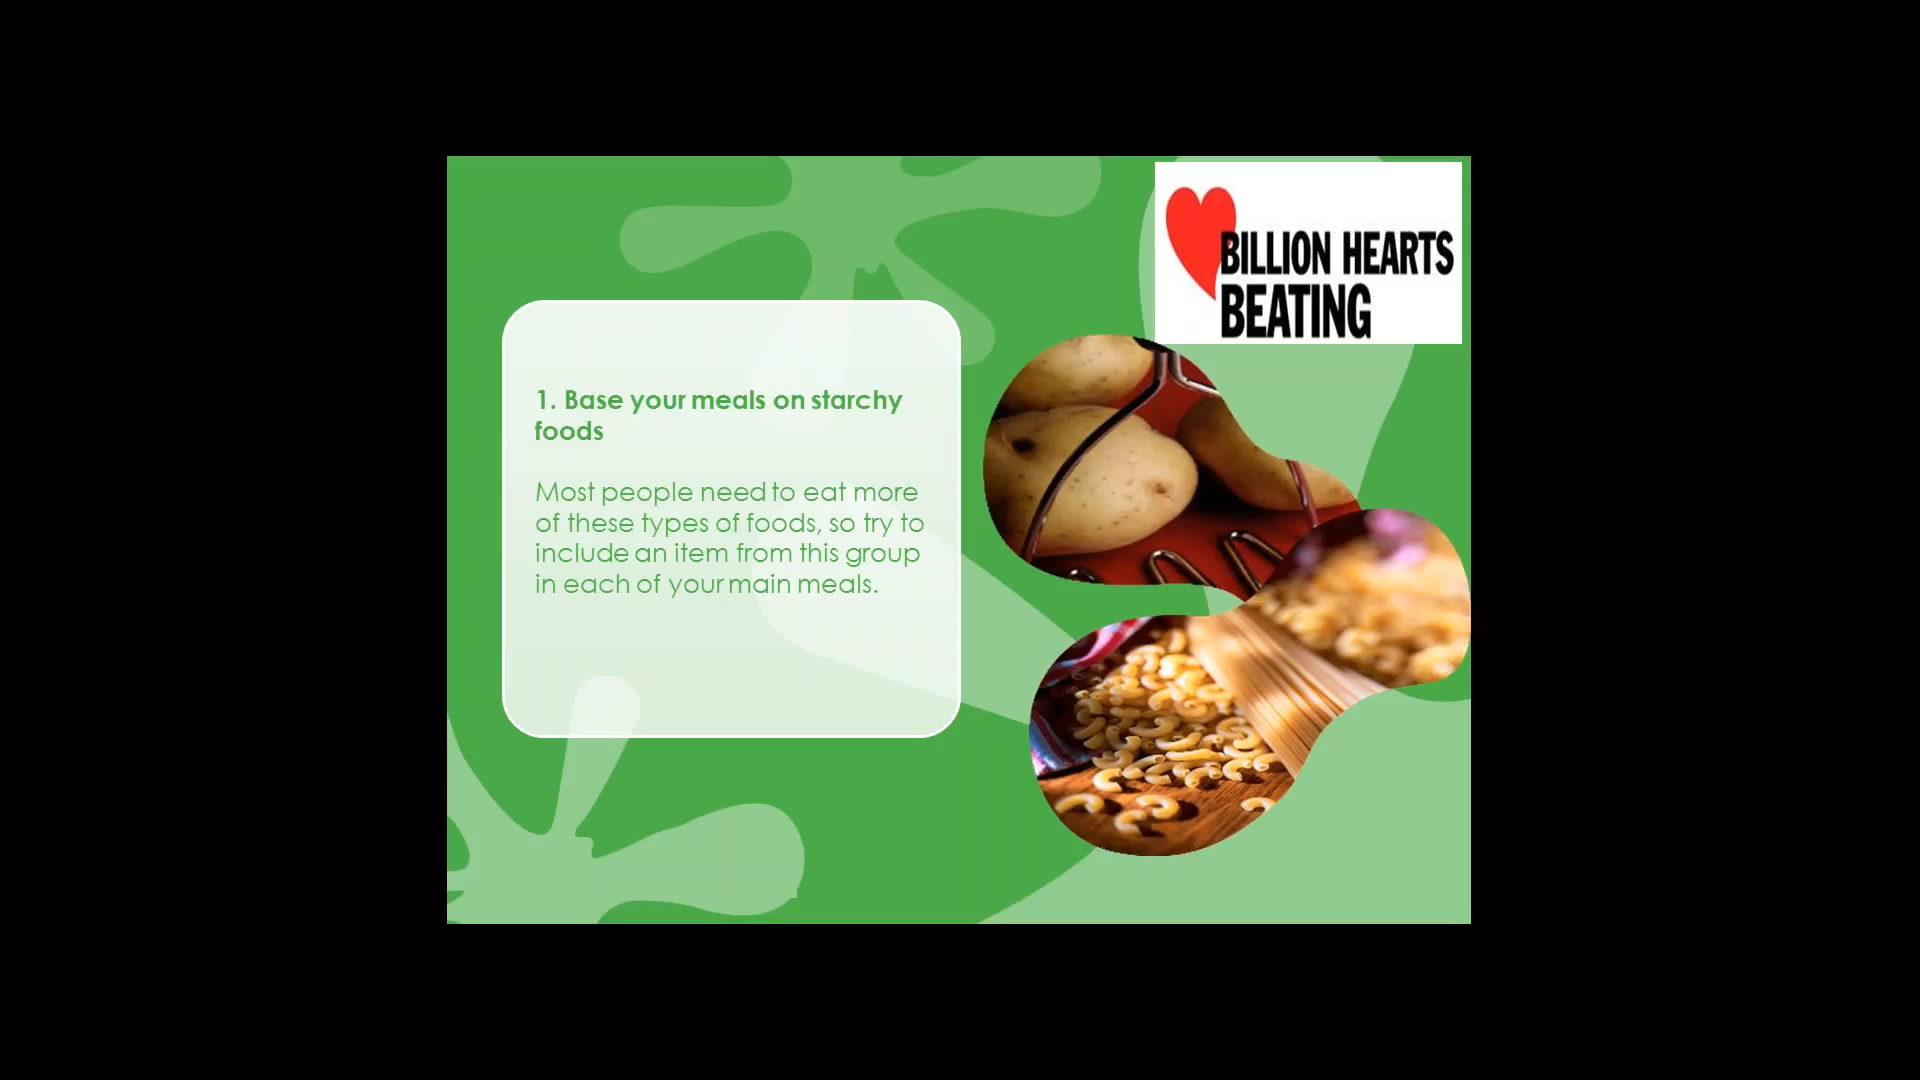 BILLION HEARTS
BEATING
1. Base your meals on starchy
foods
Most people need to eat more
of these types of foods, so try to
include an item from this group
in each of your main meals.